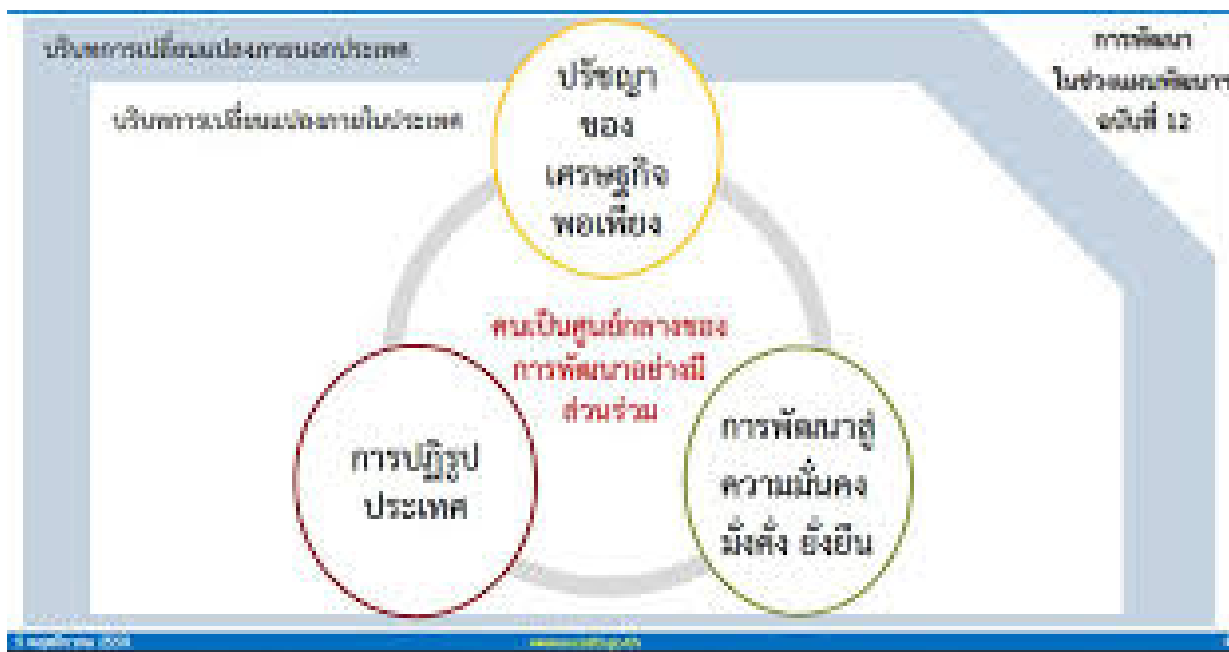 บริบทการเปลี่ยนแปลงภายนอกประเทศ
การพัฒนา
ในช่วงแผนพัฒนาฯ
ฉบับที่ 12
บริบทการเปลี่ยนแปลงภายในประเทศ
ปรัชญา
ของ
เศรษฐกิจ
พอเพียง
คนเป็นศูนย์กลางของ
การพัฒนาอย่างมี
ส่วนร่วม
การปฏิรูป
ประเทศ
การพัฒนาสู่
ความมั่นคง
มั่งคั่ง ยั่งยืน